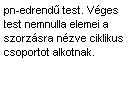 pn-edrendű test. Véges
test nemnulla elemei a
szorzásra nézve ciklikus
csoportot alkotnak.